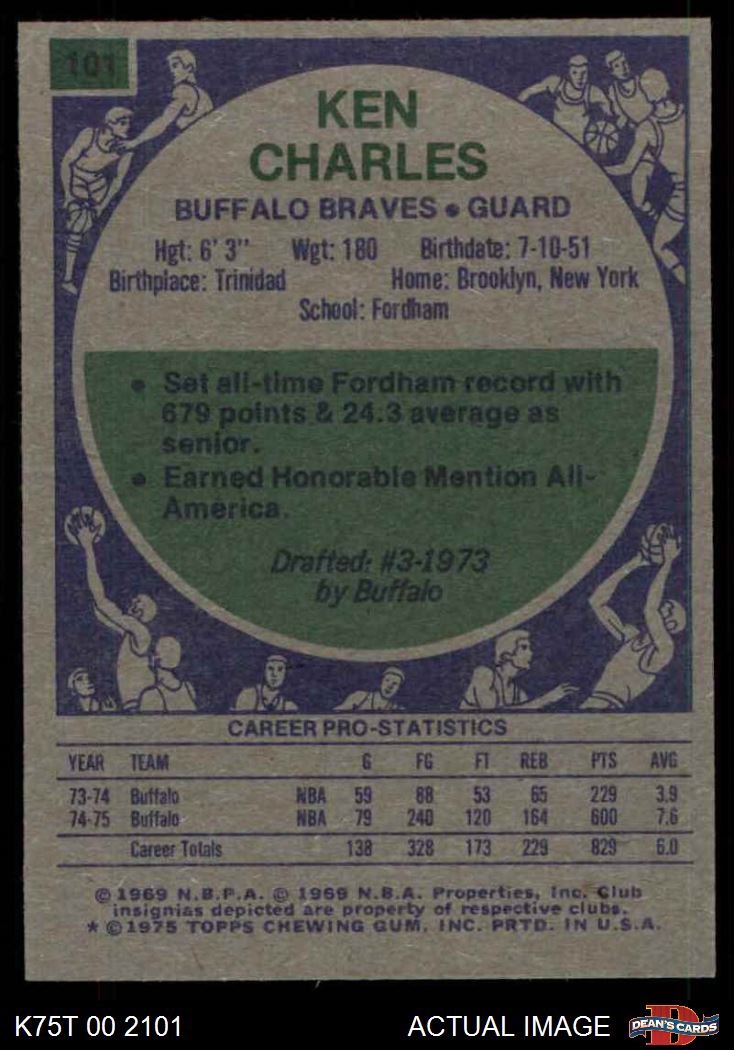 101
KEN
CHARLES
BUFFALO BRAVES • GUARD
Hgt: 6' 3" Wgt: 180 Birthdate: 7-10-51
Birthplace: Trinidad Home: Brooklyn, New York
School: Fordham
• Set all-time Fordham record with
679 points & 24.3 average as
senior.
• Earned Honorable Mention All-
America.
Drafted: #3-1973
by Buffalo
CAREER PRO-STATISTICS
YEAR TEAM G FG FT REB PTS AVG
73-74 Buffalo NBA 59 88 53 65 229 3.9
74-75 Buffalo NBA 79 240 120 164 600 7.6
Career Totals 138 328 173 229 829 6.0
© 1969 N.B.P.A. © 1969 N.B.A. Properties, Inc. Club
insignias depicted are property of respective clubs.
* © 1975 TOPPS CHEWING GUM, INC. PRTD. IN U.S.A.
K75T 00 2101 ACTUAL IMAGE D DEAN'S CARDS